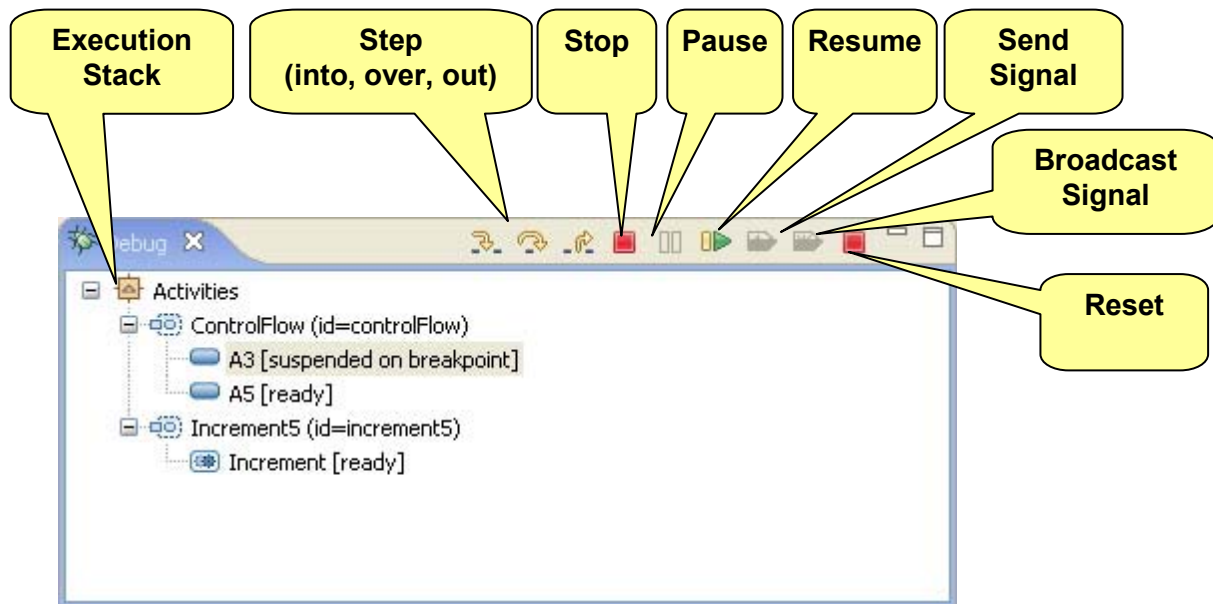 Execution
Stack
Step
(into, over, out)
Stop
Pause
Resume
Send
Signal
Broadcast
Signal
Reset
ebug
Activities
ControlFlow (id=controlFlow)
A3 [suspended on breakpoint]
A5 [ready]
Increment5 (id=increment5)
Increment [ready]